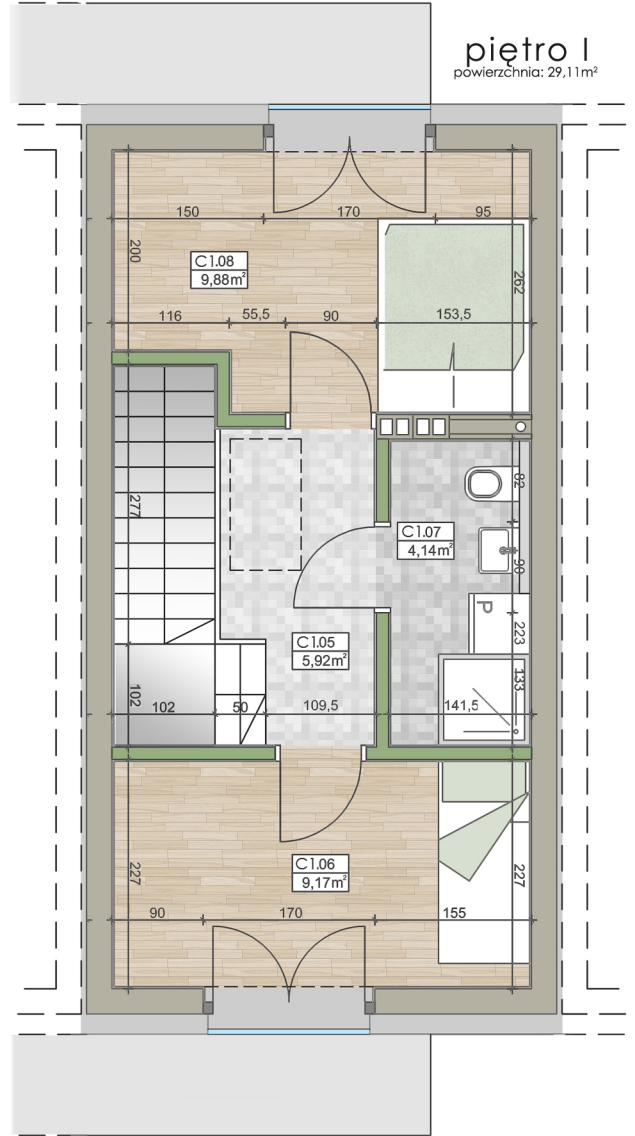 piętro I
powierzchnia: 29,11m²
150
170
95
200
C1.08
9,88m²
262
116
55,5
90
153,5
82
277
C1.07
4,14m²
90
P
223
C1.05
5,92m²
133
102
102
50
109,5
141,5
C1.06
9,17m²
227
227
90
170
155